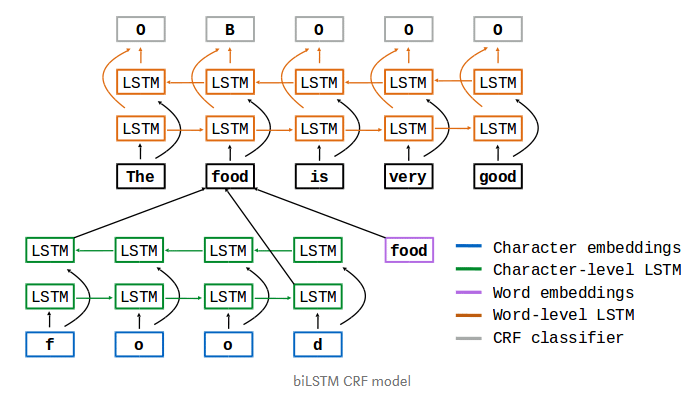 O B O O O
LSTM LSTM LSTM LSTM LSTM
LSTM LSTM LSTM LSTM LSTM
The food is very good
LSTM LSTM LSTM LSTM food
LSTM LSTM LSTM LSTM
f o o d
Character embeddings
Character-level LSTM
Word embeddings
Word-level LSTM
CRF classifier
biLSTM CRF model